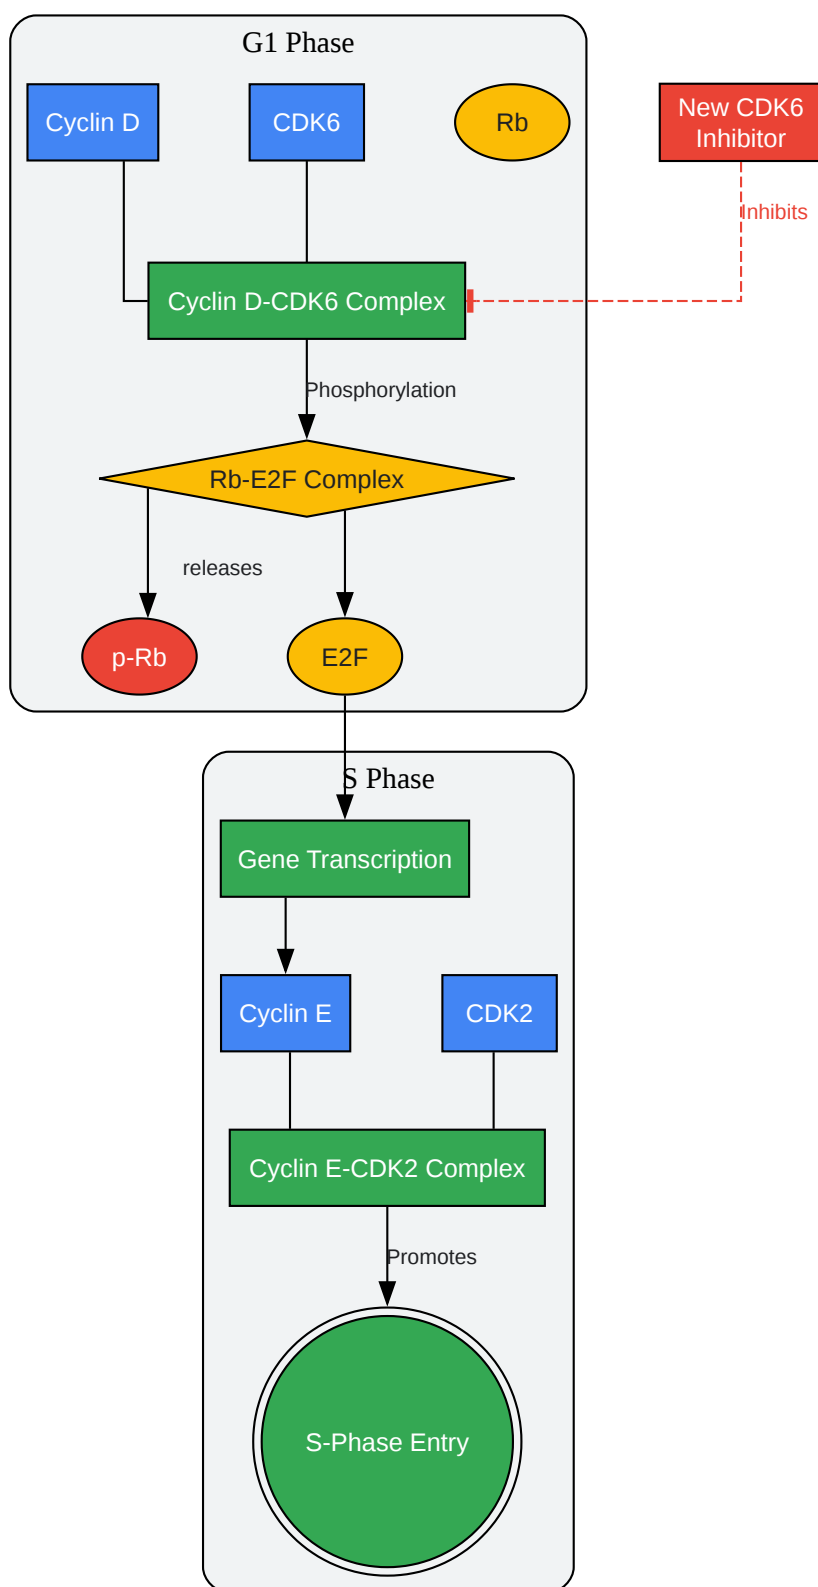 G1 Phase
Cyclin D
CDK6
Rb
New CDK6
Inhibitor
Inhibits
Cyclin D-CDK6 Complex
Phosphorylation
Rb-E2F Complex
releases
p-Rb
E2F
S Phase
Gene Transcription
Cyclin E
CDK2
Cyclin E-CDK2 Complex
Promotes
S-Phase Entry